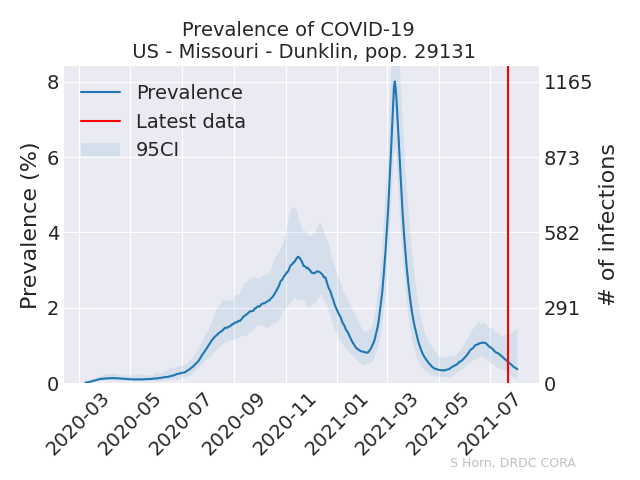 Prevalence of COVID-19
US - Missouri - Dunklin, pop. 29131
Prevalence
Latest data
95CI
Prevalence (%)
8
6
4
2
0
1165
873
582
291
0
# of infections
2020-03
2020-05
2020-07
2020-09
2020-11
2021-01
2021-03
2021-05
2021-07
S Horn, DRDC CORA